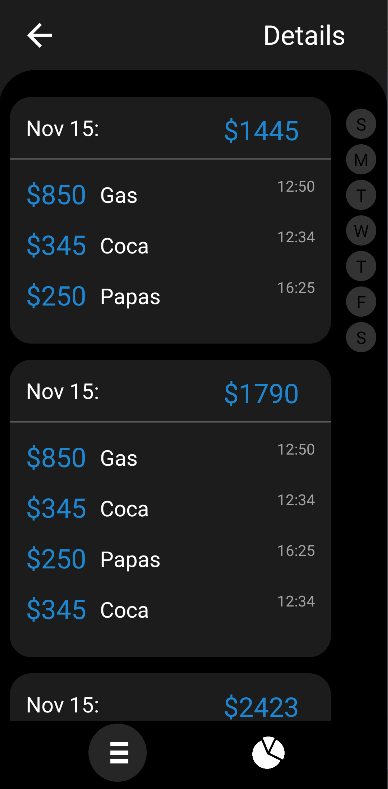 Details
Nov 15: $1445
$850 Gas 12:50
$345 Coca 12:34
$250 Papas 16:25
S
M
T
W
T
F
S
Nov 15: $1790
$850 Gas 12:50
$345 Coca 12:34
$250 Papas 16:25
$345 Coca 12:34
Nov 15: $2423